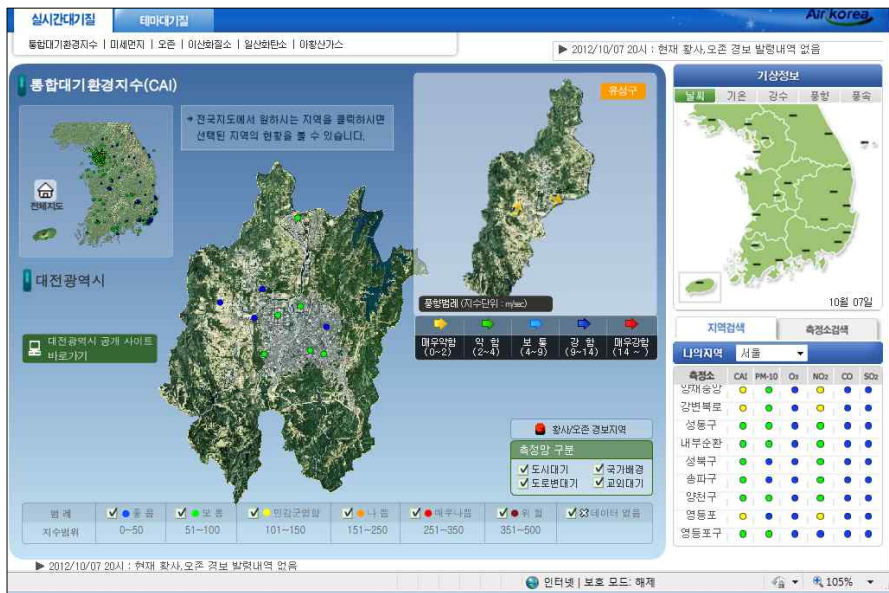 실시간대기질 테마대기질
Air korea
통합대기환경지수 | 미세먼지 | 오존 | 이산화질소 | 일산화탄소 | 아황산가스
▶ 2012/10/07 20시 : 현재 황사,오존 경보 발령내역 없음
통합대기환경지수(CAI)
유성구
기상정보
날씨 기온 강수 풍향 풍속
→ 전국지도에서 원하시는 지역을 클릭하시면
선택된 지역의 현황을 볼 수 있습니다.
전체지도
대전광역시
풍향범례 (지수단위 : m/sec)
10월 07일
매우약함 약 함 보 통 강 함 매우강함
(0~2) (2~4) (4~9) (9~14) (14 ~ )
대전광역시 공개 사이트
바로가기
지역검색 측정소검색
나의지역 서울
측정소 CAI PM-10 O3 NO2 CO SO2
양재중앙
강변북로
성동구
내부순환
성북구
송파구
양천구
영등포
영등포구
황사/오존 경보지역
측정망 구분
도시대기 국가배경
도로변대기 교외대기
범 례 좋 음 보 통 민감군영향 나 쁨 매우나쁨 위 험 데이터 없음
지수범위 0~50 51~100 101~150 151~250 251~350 351~500
▶ 2012/10/07 20시 : 현재 황사,오존 경보 발령내역 없음
인터넷 | 보호 모드: 해제 105%